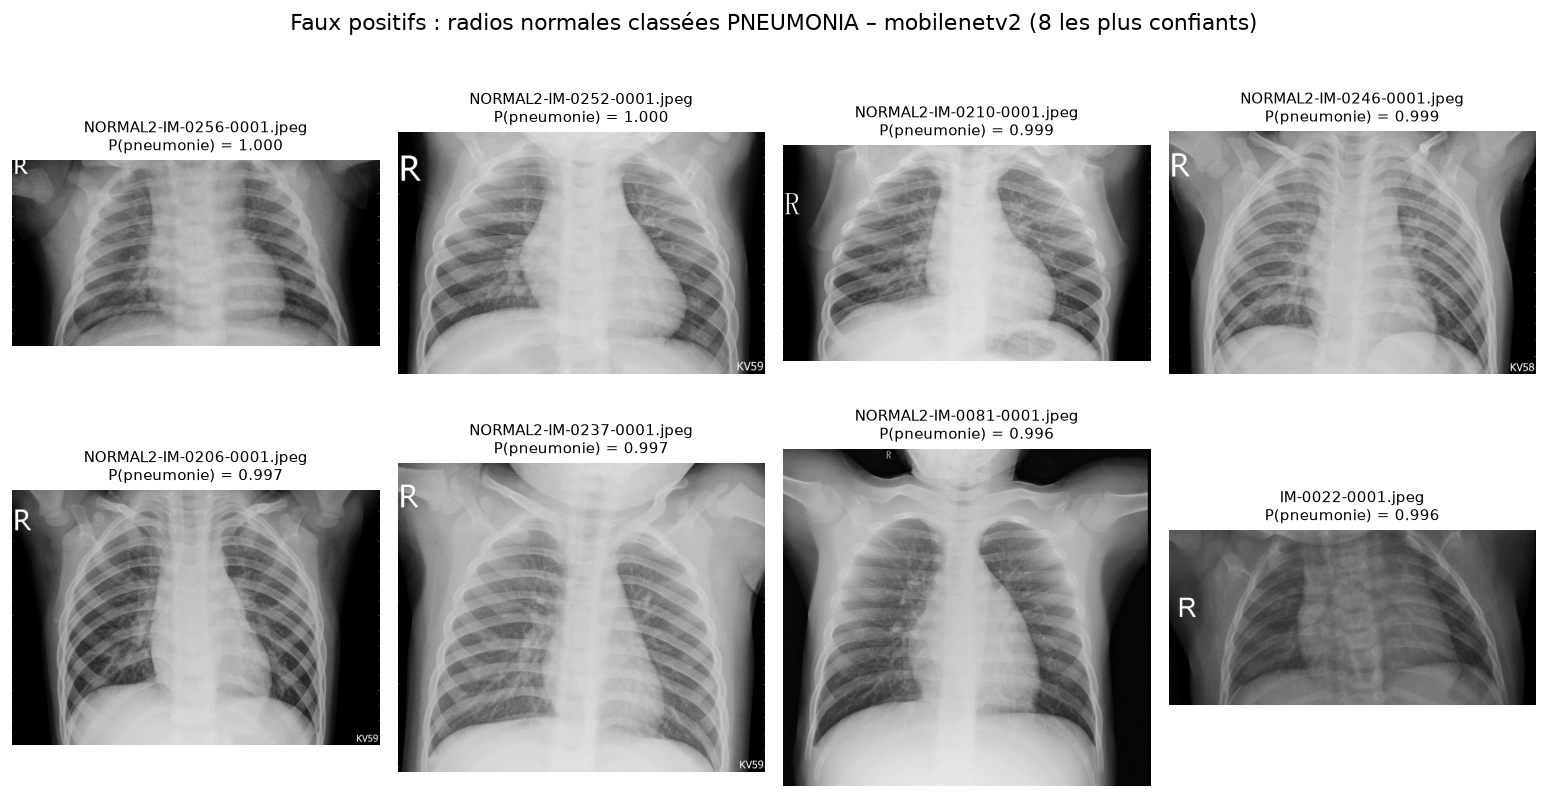 Faux positifs : radios normales classées PNEUMONIA – mobilenetv2 (8 les plus confiants)
NORMAL2-IM-0256-0001.jpeg
P(pneumonie) = 1.000
R
NORMAL2-IM-0252-0001.jpeg
P(pneumonie) = 1.000
R
KV59
NORMAL2-IM-0210-0001.jpeg
P(pneumonie) = 0.999
R
NORMAL2-IM-0246-0001.jpeg
P(pneumonie) = 0.999
R
KV58
NORMAL2-IM-0206-0001.jpeg
P(pneumonie) = 0.997
R
KV59
NORMAL2-IM-0237-0001.jpeg
P(pneumonie) = 0.997
R
KV59
NORMAL2-IM-0081-0001.jpeg
P(pneumonie) = 0.996
R
IM-0022-0001.jpeg
P(pneumonie) = 0.996
R